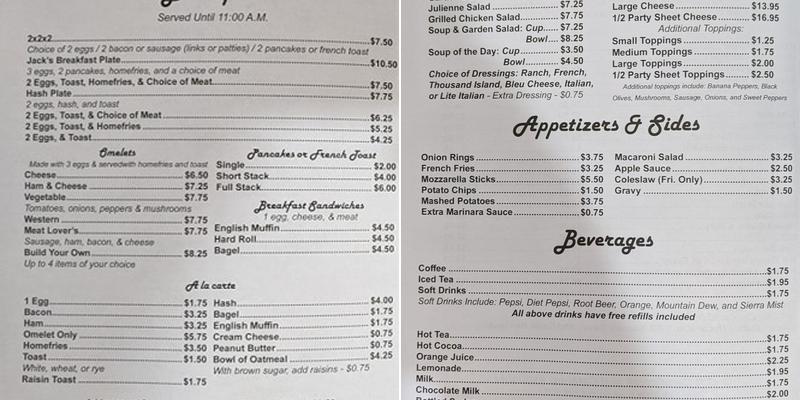 Served Until 11:00 A.M.
2x2x2 $7.50
Choice of 2 eggs / 2 bacon or sausage (links or patties) / 2 pancakes or french toast
Jack's Breakfast Plate $10.50
3 eggs, 2 pancakes, homefries, and a choice of meat
2 Eggs, Toast, Homefries, & Choice of Meat $7.50
Hash Plate $7.75
2 eggs, hash, and toast
2 Eggs, Toast, & Choice of Meat $6.25
2 Eggs, Toast, & Homefries $5.25
2 Eggs, & Toast $4.25
Omelets
Made with 3 eggs & servedwith homefries and toast
Cheese $6.50
Ham & Cheese $7.25
Vegetable $7.75
Tomatoes, onions, peppers & mushrooms
Western $7.75
Meat Lover's $7.75
Sausage, ham, bacon, & cheese
Build Your Own $8.25
Up to 4 items of your choice
Pancakes or French Toast
Single $2.00
Short Stack $4.00
Full Stack $6.00
Breakfast Sandwiches
1 egg, cheese, & meat
English Muffin $4.50
Hard Roll $4.50
Bagel $4.50
A la carte
1 Egg $1.75
Bacon $3.25
Ham $3.25
Omelet Only $5.75
Homefries $3.50
Toast $1.50
White, wheat, or rye
Raisin Toast $1.75
Hash $4.00
Bagel $1.75
English Muffin $1.75
Cream Cheese $0.75
Peanut Butter $0.75
Bowl of Oatmeal $4.25
With brown sugar, add raisins - $0.75
Julienne Salad $7.25
Grilled Chicken Salad $7.75
Soup & Garden Salad: Cup $7.25
Bowl $8.25
Soup of the Day: Cup $3.50
Bowl $4.50
Choice of Dressings: Ranch, French,
Thousand Island, Bleu Cheese, Italian,
or Lite Italian - Extra Dressing - $0.75
Large Cheese $13.95
1/2 Party Sheet Cheese $16.95
Additional Toppings:
Small Toppings $1.25
Medium Toppings $1.75
Large Toppings $2.00
1/2 Party Sheet Toppings $2.50
Additional toppings include: Banana Peppers, Black
Olives, Mushrooms, Sausage, Onions, and Sweet Peppers
Appetizers & Sides
Onion Rings $3.75
French Fries $3.25
Mozzarella Sticks $5.50
Potato Chips $1.50
Mashed Potatoes $3.75
Extra Marinara Sauce $0.75
Macaroni Salad $3.25
Apple Sauce $2.50
Coleslaw (Fri. Only) $3.25
Gravy $1.50
Beverages
Coffee $1.75
Iced Tea $1.95
Soft Drinks $1.75
Soft Drinks Include: Pepsi, Diet Pepsi, Root Beer, Orange, Mountain Dew, and Sierra Mist
All above drinks have free refills included
Hot Tea $1.75
Hot Cocoa $1.75
Orange Juice $2.25
Lemonade $1.95
Milk $1.75
Chocolate Milk $2.00